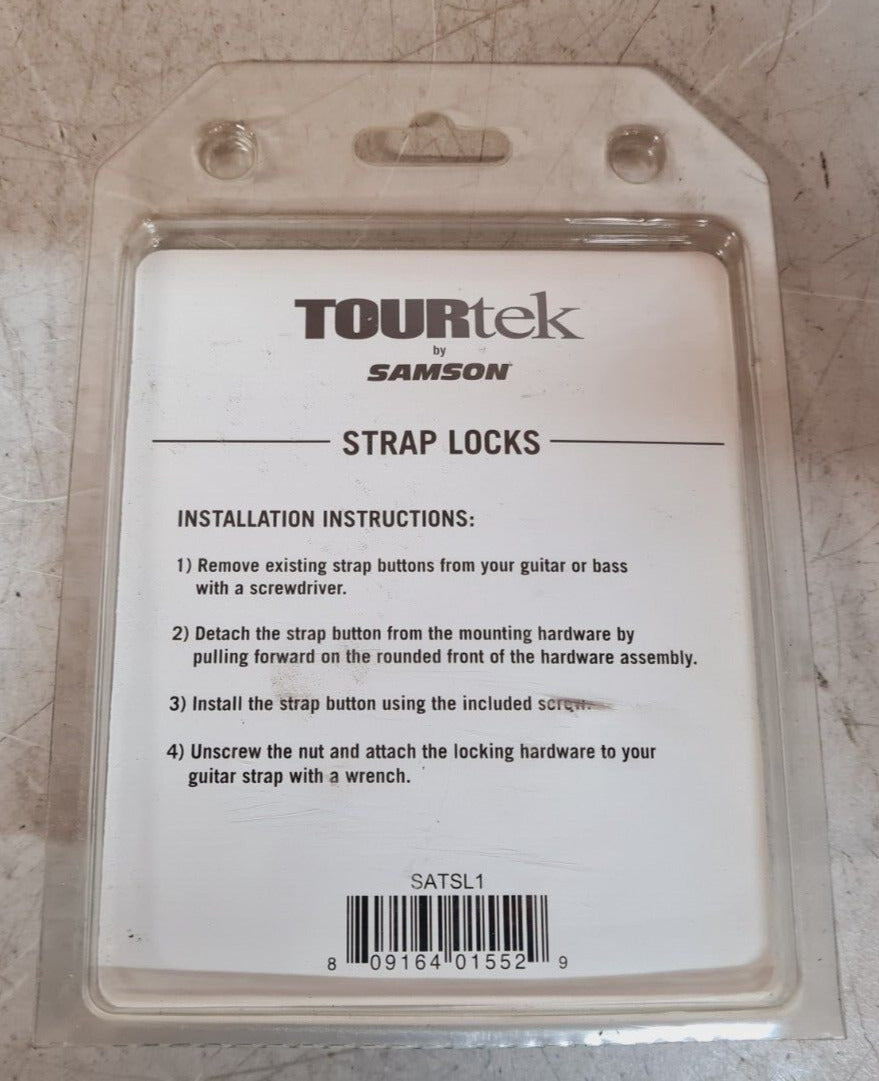 TOURtek
by
SAMSON
STRAP LOCKS
INSTALLATION INSTRUCTIONS:
1) Remove existing strap buttons from your guitar or bass
with a screwdriver.
2) Detach the strap button from the mounting hardware by
pulling forward on the rounded front of the hardware assembly.
3) Install the strap button using the included screw.
4) Unscrew the nut and attach the locking hardware to your
guitar strap with a wrench.
SATSL1
8 09164 01552 9